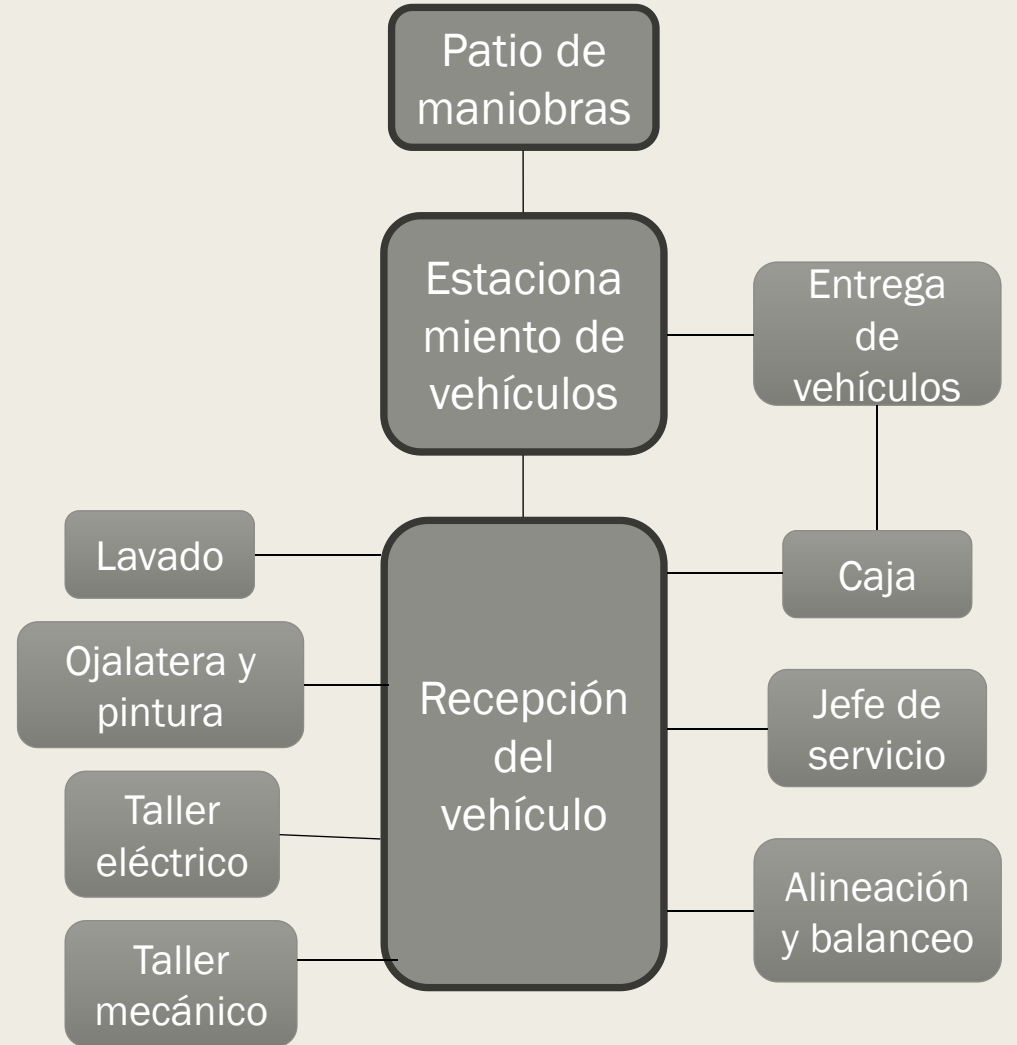 Patio de
maniobras
Estaciona
miento de
vehículos
Entrega
de
vehículos
Lavado
Caja
Ojalatera y
pintura
Recepción
del
vehículo
Jefe de
servicio
Taller
eléctrico
Alineación
y balanceo
Taller
mecánico